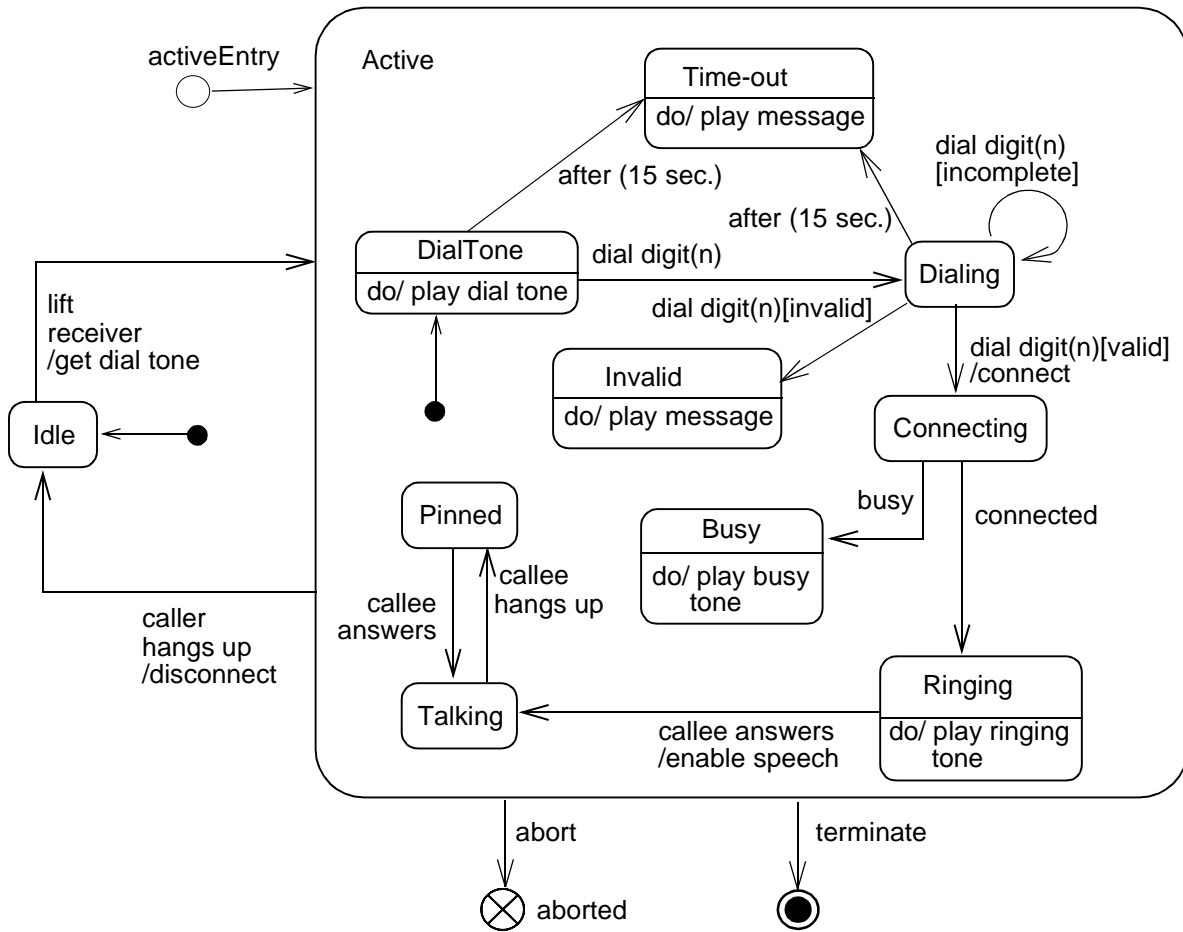 activeEntry
Active
Time-out
do/ play message
dial digit(n)
[incomplete]
after (15 sec.)
after (15 sec.)
DialTone
do/ play dial tone
dial digit(n)
Dialing
lift
receiver
/get dial tone
dial digit(n)[invalid]
dial digit(n)[valid]
/connect
Invalid
do/ play message
Idle
Connecting
Pinned
busy
connected
Busy
do/ play busy
tone
callee
hangs up
callee
answers
caller
hangs up
/disconnect
Talking
callee answers
/enable speech
Ringing
do/ play ringing
tone
abort
terminate
aborted